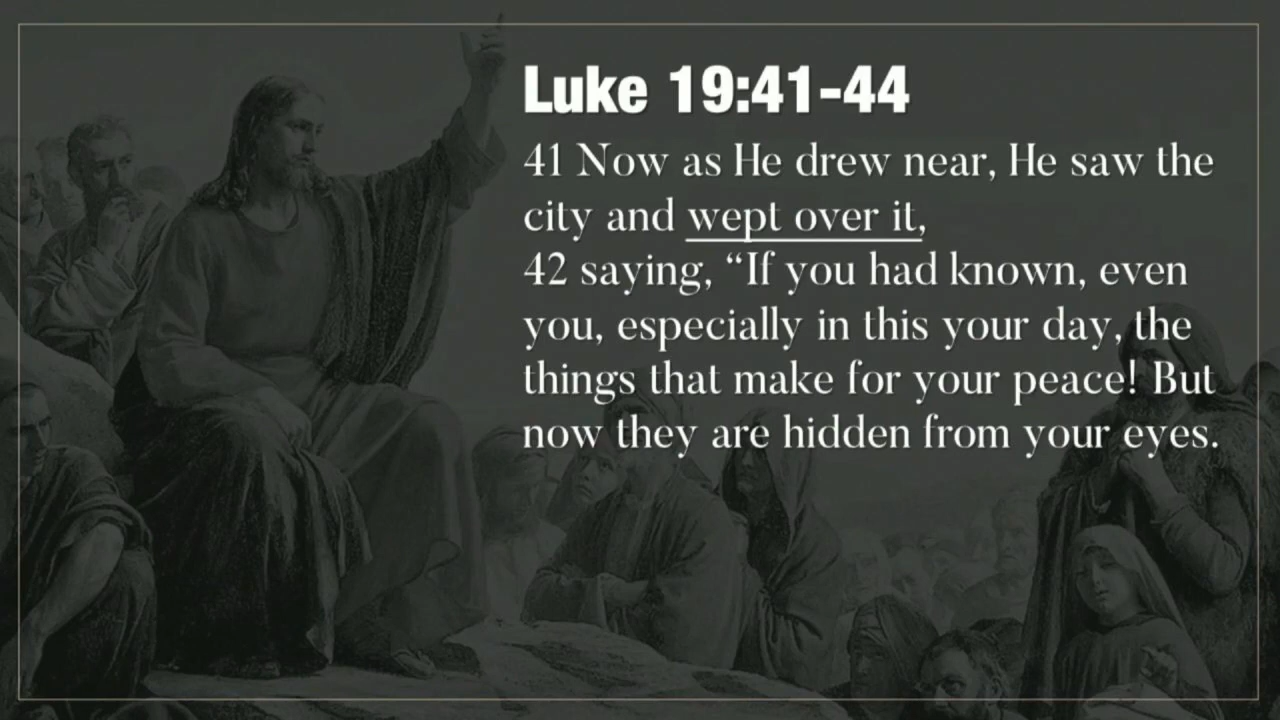 Luke 19:41-44
41 Now as He drew near, He saw the
city and wept over it,
42 saying, “If you had known, even
you, especially in this your day, the
things that make for your peace! But
now they are hidden from your eyes.